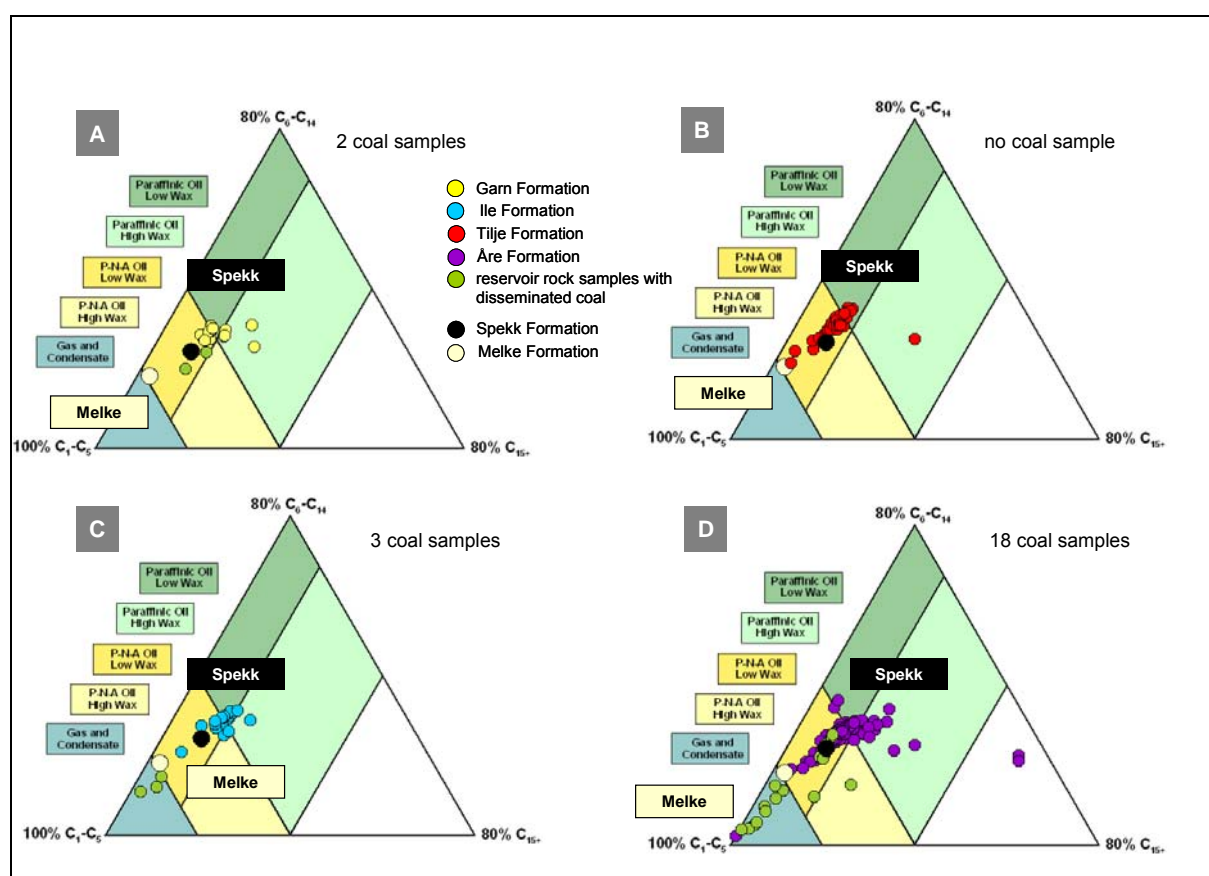 A
80% C₆-C₁₄
2 coal samples
Paraffinic Oil
Low Wax
Paraffinic Oil
High Wax
P-N-A Oil
Low Wax
P-N-A Oil
High Wax
Gas and
Condensate
Spekk
Melke
100% C₁-C₅
80% C₁₅₊
Garn Formation
Ile Formation
Tilje Formation
Åre Formation
reservoir rock samples with
disseminated coal
Spekk Formation
Melke Formation
B
80% C₆-C₁₄
no coal sample
Paraffinic Oil
Low Wax
Paraffinic Oil
High Wax
P-N-A Oil
Low Wax
P-N-A Oil
High Wax
Gas and
Condensate
Spekk
Melke
100% C₁-C₅
80% C₁₅₊
C
80% C₆-C₁₄
3 coal samples
Paraffinic Oil
Low Wax
Paraffinic Oil
High Wax
P-N-A Oil
Low Wax
P-N-A Oil
High Wax
Gas and
Condensate
Spekk
Melke
100% C₁-C₅
80% C₁₅₊
D
80% C₆-C₁₄
18 coal samples
Paraffinic Oil
Low Wax
Paraffinic Oil
High Wax
P-N-A Oil
Low Wax
P-N-A Oil
High Wax
Gas and
Condensate
Spekk
Melke
100% C₁-C₅
80% C₁₅₊